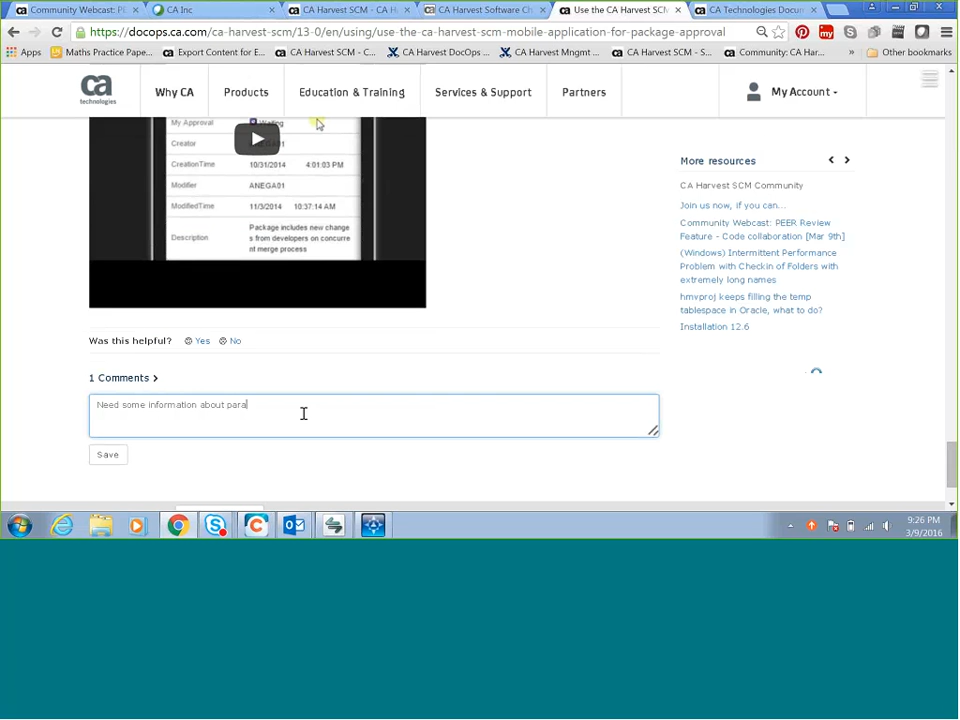 Community Webcast: P
CA Inc
CA Harvest SCM - CA H
CA Harvest Software Ch
Use the CA Harvest SCM
CA Technologies Docum
https://docops.ca.com/ca-harvest-scm/13-0/en/using/use-the-ca-harvest-scm-mobile-application-for-package-approval
Apps
Maths Practice Paper...
Export Content for E...
CA Harvest SCM - C...
CA Harvest DocOps ...
CA Harvest Mngmt ...
CA Harvest SCM - S...
Community: CA Har...
»
Other bookmarks
ca
technologies
Why CA
Products
Education & Training
Services & Support
Partners
My Account
My Approval Waiting
Creator
CreationTime 10/31/2014 4:01:03 PM
Modifier ANEGA01
ModifiedTime 11/3/2014 10:37:14 AM
Description Package includes new change
s from developers on concurre
nt merge process
More resources
CA Harvest SCM Community
Join us now, if you can...
Community Webcast: PEER Review
Feature - Code collaboration [Mar 9th]
(Windows) Intermittent Performance
Problem with Checkin of Folders with
extremely long names
hmvproj keeps filling the temp
tablespace in Oracle, what to do?
Installation 12.6
Was this helpful? Yes No
1 Comments
Need some information about para
Save
9:26 PM
3/9/2016